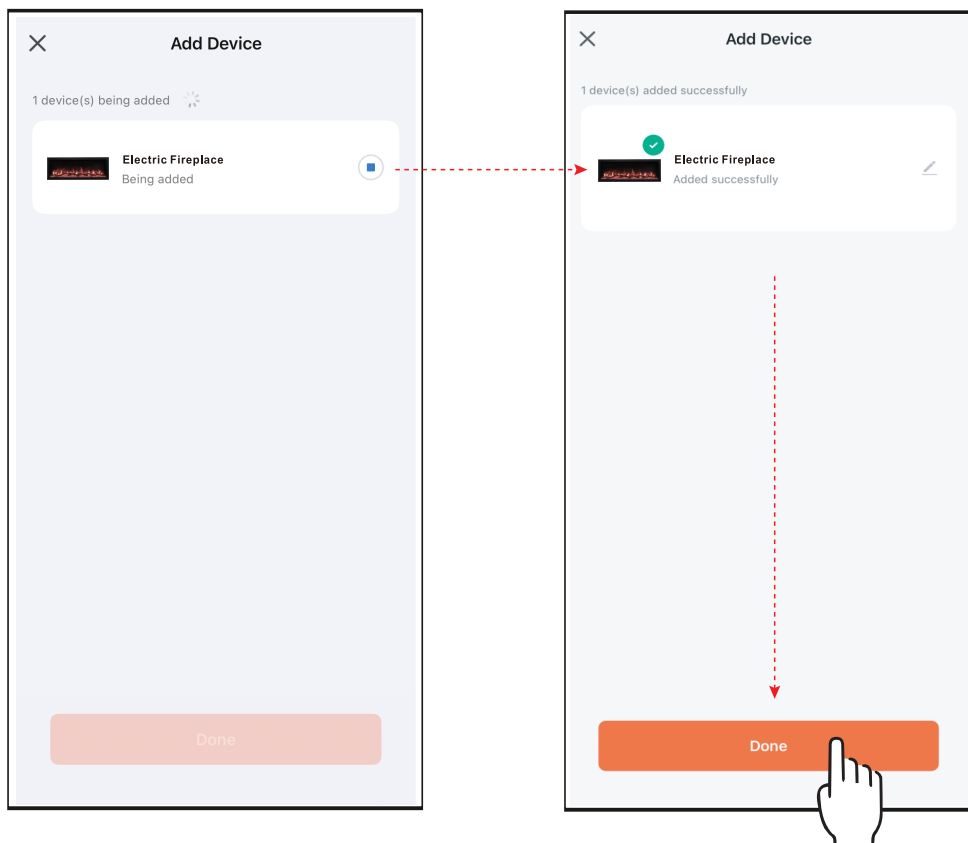 Add Device
1 device(s) being added
Electric Fireplace
Being added
Done
Add Device
1 device(s) added successfully
Electric Fireplace
Added successfully
Done